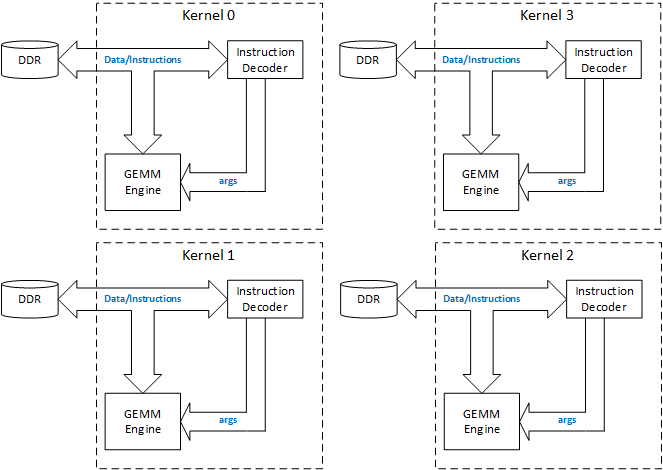 Kernel 0
DDR
Data/Instructions
Instruction
Decoder
GEMM
Engine
args
Kernel 3
DDR
Data/Instructions
Instruction
Decoder
GEMM
Engine
args
Kernel 1
DDR
Data/Instructions
Instruction
Decoder
GEMM
Engine
args
Kernel 2
DDR
Data/Instructions
Instruction
Decoder
GEMM
Engine
args